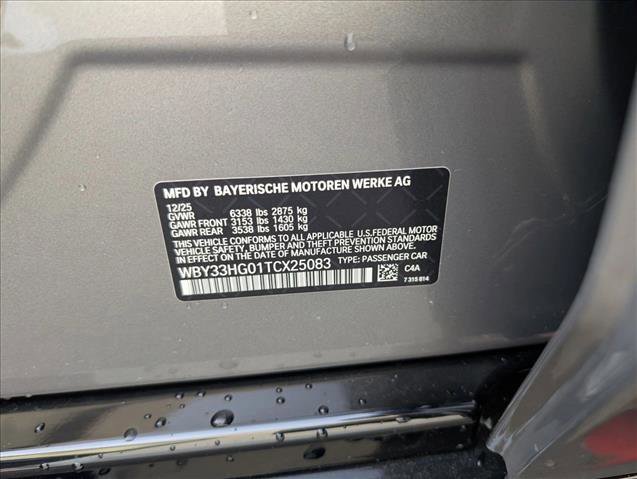 MFD BY BAYERISCHE MOTOREN WERKE AG
12/25
GVWR 6338 lbs 2875 kg
GAWR FRONT 3153 lbs 1430 kg
GAWR REAR 3538 lbs 1605 kg
THIS VEHICLE CONFORMS TO ALL APPLICABLE U.S. FEDERAL MOTOR
VEHICLE SAFETY, BUMPER AND THEFT PREVENTION STANDARDS
IN EFFECT ON THE DATE OF MANUFACTURE SHOWN ABOVE.
WBY33HG01TCX25083 TYPE: PASSENGER CAR
C4A
7 315 814